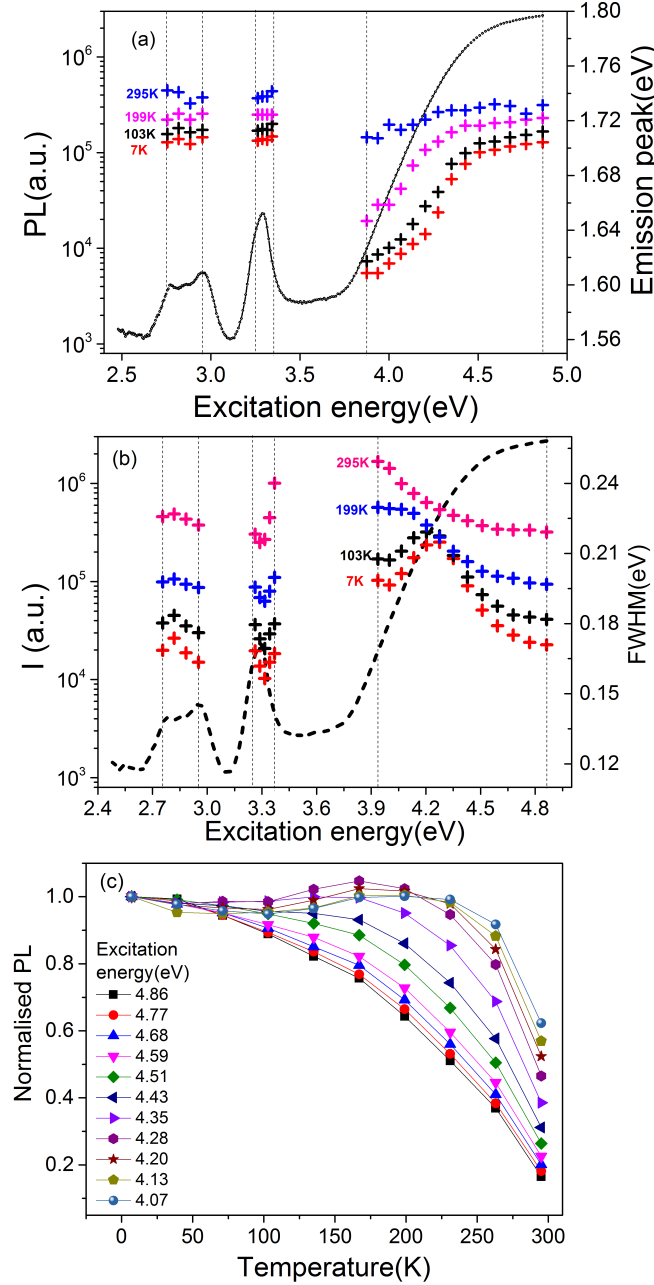 (a)
10⁶
10⁵
10⁴
10³
PL(a.u.)
295K
199K
103K
7K
1.80
1.76
1.72
1.68
1.64
1.60
1.56
Emission peak(eV)
2.5 3.0 3.5 4.0 4.5 5.0
Excitation energy(eV)
(b)
10⁶
10⁵
10⁴
10³
I (a.u.)
295K
199K
103K
7K
0.24
0.21
0.18
0.15
0.12
FWHM(eV)
2.4 2.7 3.0 3.3 3.6 3.9 4.2 4.5 4.8
Excitation energy(eV)
(c)
1.0
0.8
0.6
0.4
0.2
Normalised PL
Excitation
energy(eV)
4.86
4.77
4.68
4.59
4.51
4.43
4.35
4.28
4.20
4.13
4.07
0 50 100 150 200 250 300
Temperature(K)